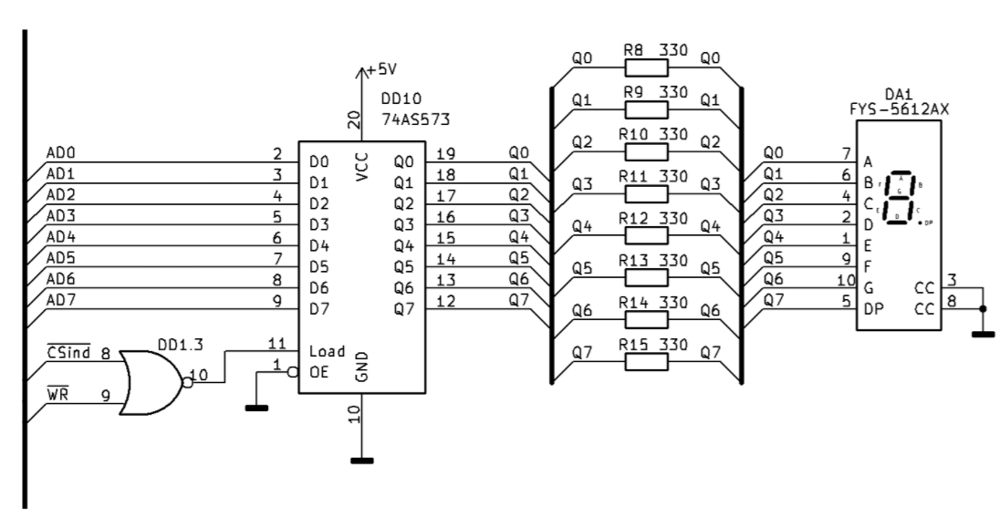 R8 330
Q0 Q0
+5V
DD10
74AS573
20
R9 330
Q1 Q1
DA1
FYS-5612AX
R10 330
Q2 Q2
AD0 2 D0 VCC Q0 19 Q0
Q0 7 A
AD1 3 D1 Q1 18 Q1
Q1 6 B
R11 330
Q3 Q3
AD2 4 D2 Q2 17 Q2
Q2 4 C
AD3 5 D3 Q3 16 Q3
Q3 2 D
R12 330
Q4 Q4
AD4 6 D4 Q4 15 Q4
Q4 1 E
AD5 7 D5 Q5 14 Q5
Q5 9 F
R13 330
Q5 Q5
AD6 8 D6 Q6 13 Q6
Q6 10 G CC 3
AD7 9 D7 Q7 12 Q7
Q7 5 DP CC 8
R14 330
Q6 Q6
A
F B
G
E C
D
DP
CSind 8
DD1.3
10
11 Load
R15 330
Q7 Q7
1 OE
GND
WR 9
10